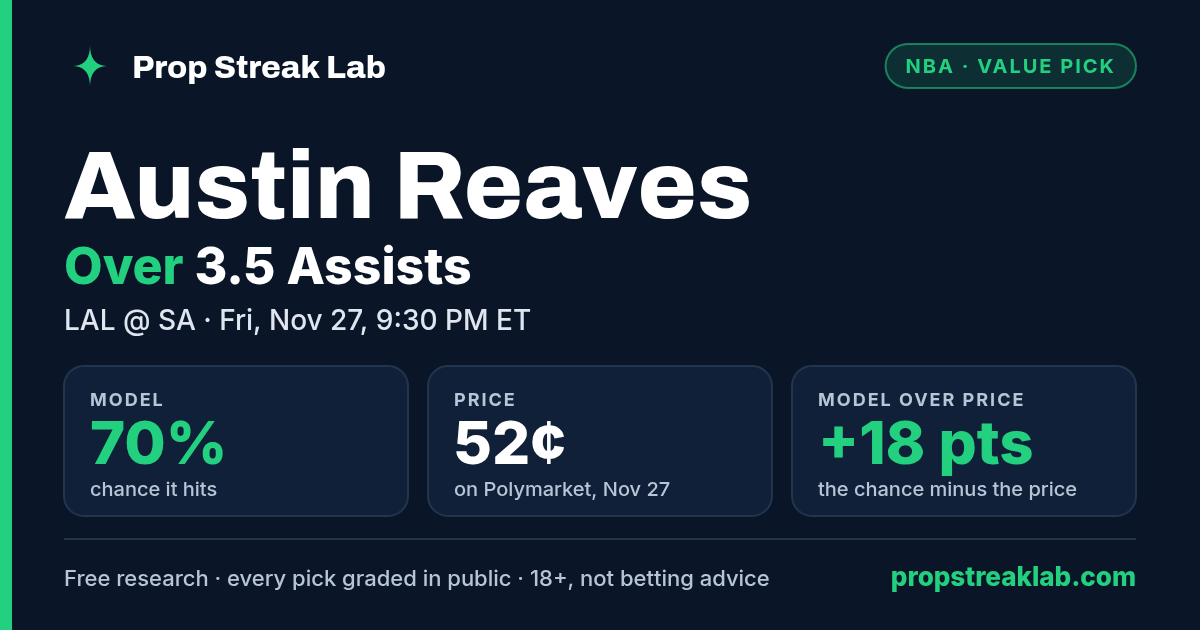 Prop Streak Lab
NBA · VALUE PICK
Austin Reaves
Over 3.5 Assists
LAL @ SA · Fri, Nov 27, 9:30 PM ET
MODEL
70%
chance it hits
PRICE
52¢
on Polymarket, Nov 27
MODEL OVER PRICE
+18 pts
the chance minus the price
Free research · every pick graded in public · 18+, not betting advice
propstreaklab.com